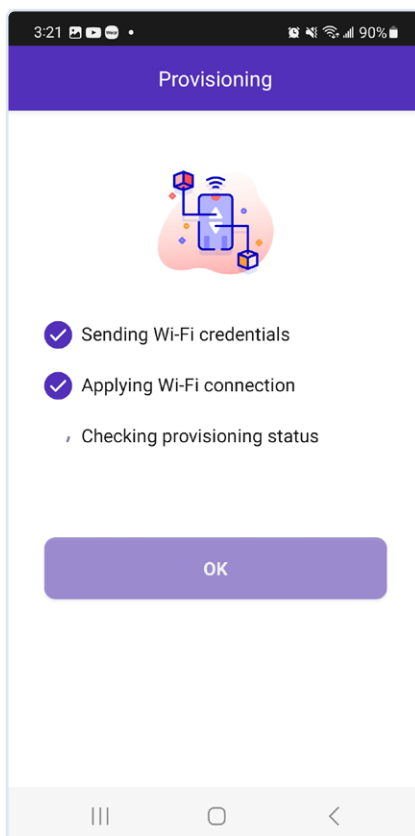 3:21
90%
Provisioning
Sending Wi-Fi credentials
Applying Wi-Fi connection
Checking provisioning status
OK